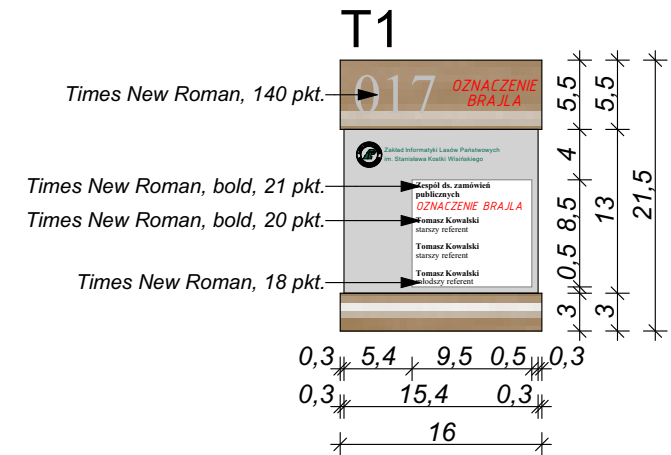 T1
Times New Roman, 140 pkt.
017
OZNACZENIE
BRAJLA
Zakład Informatyki Lasów Państwowych
im. Stanisława Kostki Wisińskiego
Times New Roman, bold, 21 pkt.
Zespół ds. zamówień
publicznych
OZNACZENIE BRAJLA
Times New Roman, bold, 20 pkt.
Tomasz Kowalski
starszy referent
Tomasz Kowalski
starszy referent
Times New Roman, 18 pkt.
Tomasz Kowalski
młodszy referent
5,5
4
8,5
0,5
3
5,5
13
3
21,5
0,3 5,4 9,5 0,5 0,3
0,3 15,4 0,3
16